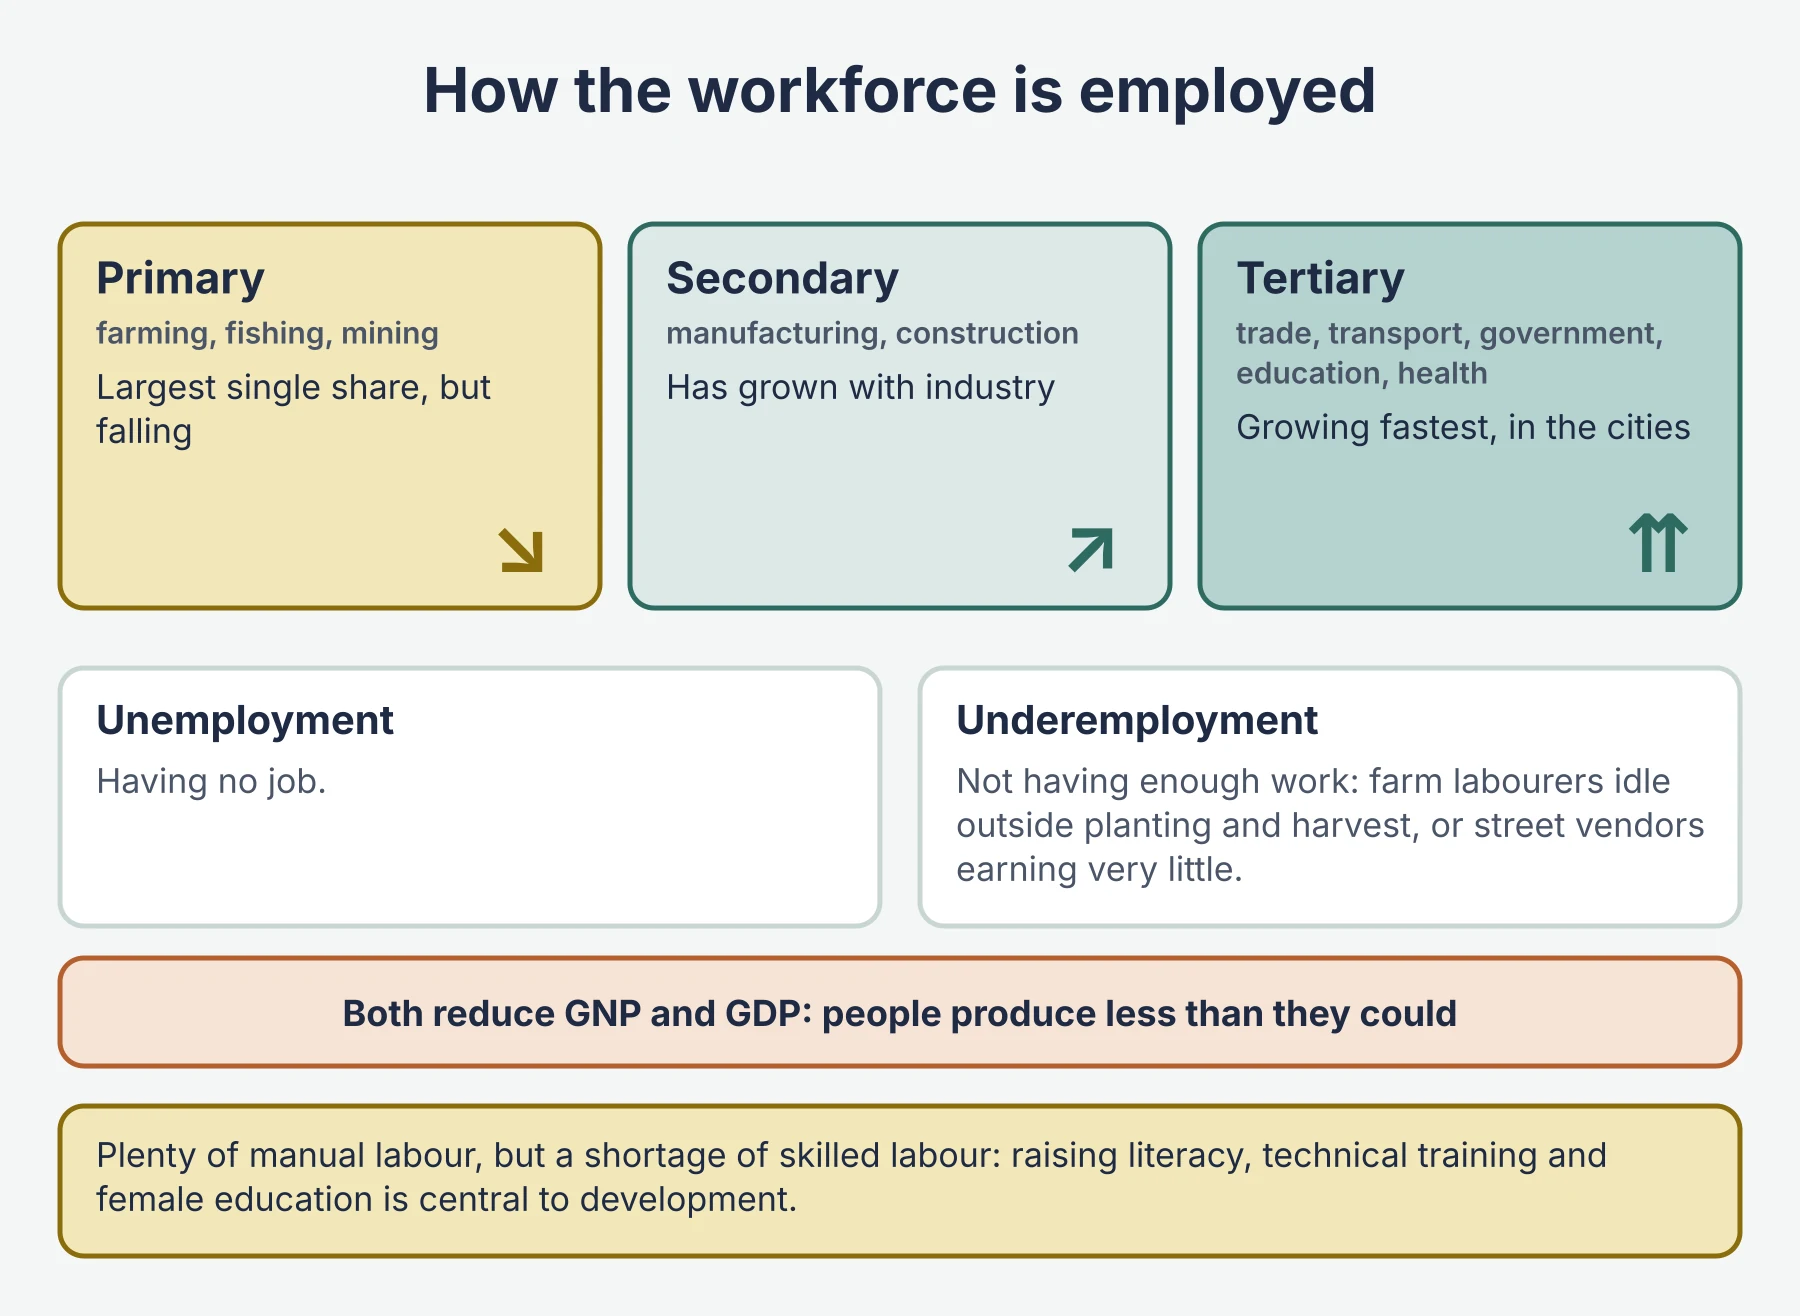 How the workforce is employed
Primary
farming, fishing, mining
Largest single share, but
falling
Secondary
manufacturing, construction
Has grown with industry
Tertiary
trade, transport, government,
education, health
Growing fastest, in the cities
Unemployment
Having no job.
Underemployment
Not having enough work: farm labourers idle
outside planting and harvest, or street vendors
earning very little.
Both reduce GNP and GDP: people produce less than they could
Plenty of manual labour, but a shortage of skilled labour: raising literacy, technical training and
female education is central to development.